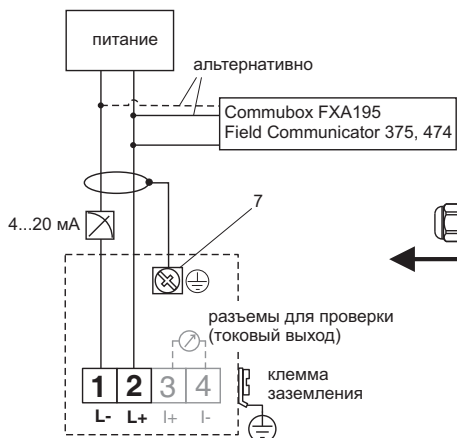 питание
альтернативно
Commubox FXA195
Field Communicator 375, 474
7
4...20 мА
разъемы для проверки
(токовый выход)
1 2 3 4
L- L+ I+ I-
клемма
заземления